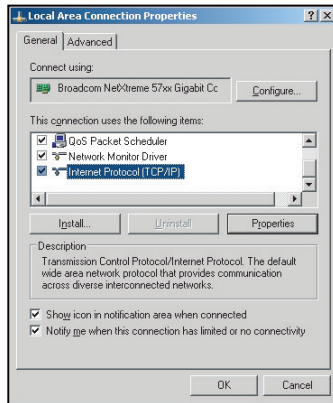 Local Area Connection Properties
General Advanced
Connect using:
Broadcom NetXtreme 57xx Gigabit Cc
Configure...
This connection uses the following items:
QoS Packet Scheduler
Network Monitor Driver
Internet Protocol (TCP/IP)
Install... Uninstall Properties
Description
Transmission Control Protocol/Internet Protocol. The default
wide area network protocol that provides communication
across diverse interconnected networks.
Show icon in notification area when connected
Notify me when this connection has limited or no connectivity
OK Cancel